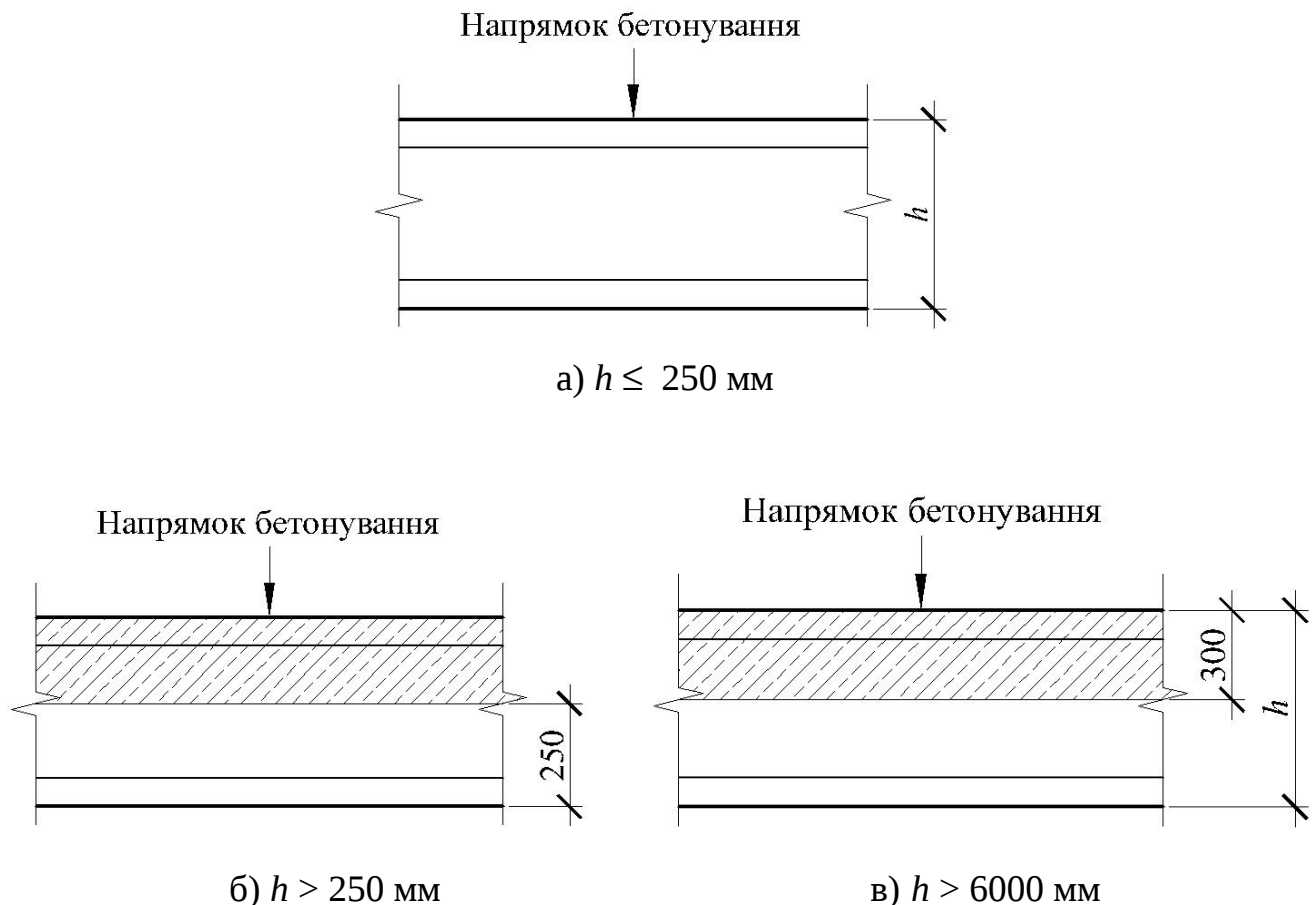 Напрямок бетонування
h
а) h ≤ 250 мм
Напрямок бетонування
Напрямок бетонування
250
300
h
б) h > 250 мм
в) h > 6000 мм